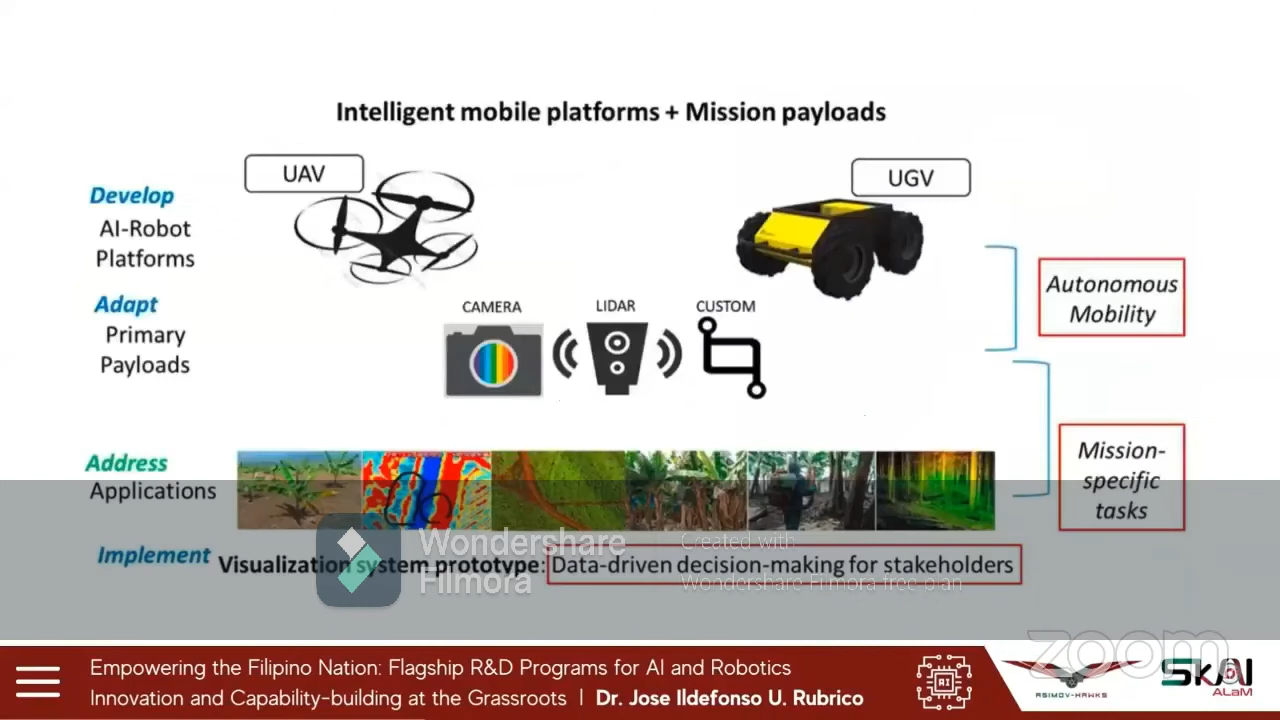 Intelligent mobile platforms + Mission payloads
UAV
UGV
Develop
AI-Robot
Platforms
Adapt
Primary
Payloads
CAMERA
LIDAR
CUSTOM
Autonomous
Mobility
Address
Applications
Mission-
specific
tasks
Implement
Visualization system prototype: Data-driven decision-making for stakeholders
Wondershare
Filmora
Created with
Wondershare Filmora free plan
zoom
Empowering the Filipino Nation: Flagship R&D Programs for AI and Robotics
Innovation and Capability-building at the Grassroots | Dr. Jose Ildefonso U. Rubrico
AI
ASIMOV-HAWKS
SkAI
ALaM